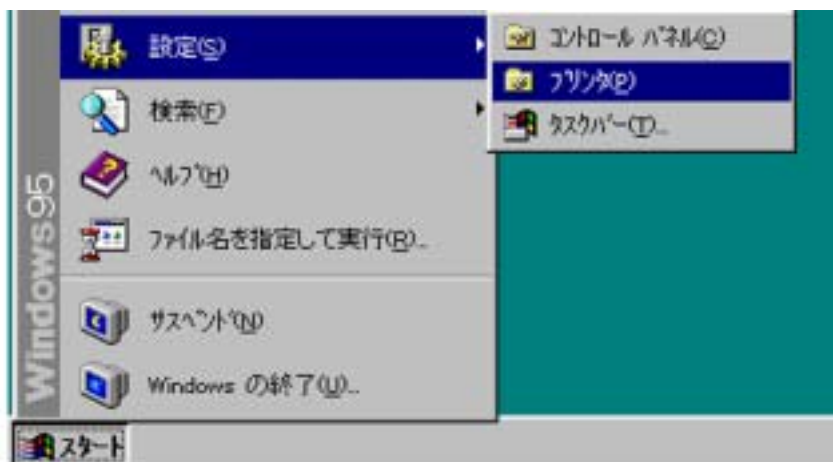 設定(S)
検索(F)
ﾍﾙﾌﾟ(H)
ﾌｧｲﾙ名を指定して実行(R)...
ｻｽﾍﾟﾝﾄﾞ(N)
Windows の終了(U)...
ｺﾝﾄﾛｰﾙ ﾊﾟﾈﾙ(C)
ﾌﾟﾘﾝﾀ(P)
ﾀｽｸﾊﾞｰ(T)...
Windows95
スタート